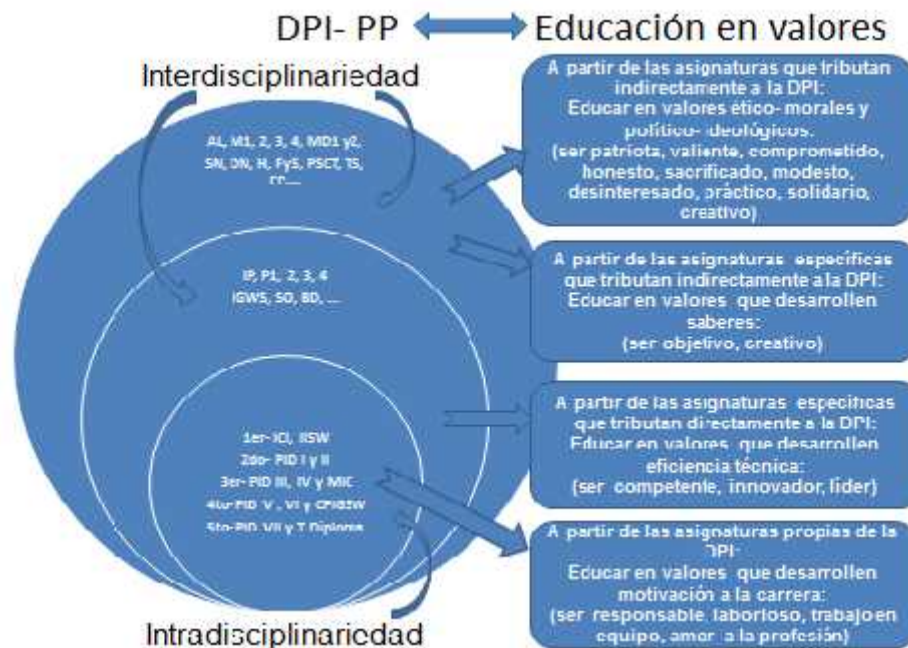 DPI- PP
Educación en valores
Interdisciplinariedad
AL, M1, 2, 3, 4, MD1 y2,
SN, DN, H, FyS, PSCT, TS,
IP, P1, 2, 3, 4
IGWS, SO, BD, ....
1er- ICI,
2do- PID I y II
3er- PID III, IV y MIC
4to- PID V, VI y
5to- PID VII y T Diploma
Intradisciplinariedad
A partir de las asignaturas que tributan
indirectamente a la DPI:
Educar en valores ético- morales y
político- ideológicos:
(ser patriota, valiente, comprometido,
honesto, sacrificado, modesto,
desinteresado, práctico, solidario,
creativo)
A partir de las asignaturas específicas
que tributan indirectamente a la DPI:
Educar en valores que desarrollen
saberes:
(ser objetivo, creativo)
A partir de las asignaturas específicas
que tributan directamente a la DPI:
Educar en valores que desarrollen
eficiencia técnica:
(ser competente, innovador, líder)
A partir de las asignaturas propias de la
DPI:
Educar en valores que desarrollen
motivación a la carrera:
(ser responsable laborioso, trabajo en
equipo, amor a la profesión)